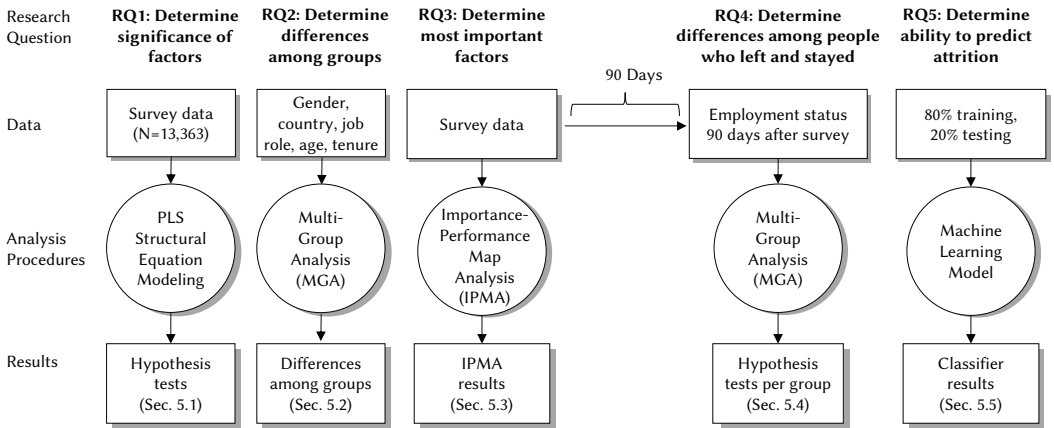 Research
Question
RQ1: Determine
significance of
factors
RQ2: Determine
differences
among groups
RQ3: Determine
most important
factors
RQ4: Determine
differences among people
who left and stayed
RQ5: Determine
ability to predict
attrition
90 Days
Data
Survey data
(N=13,363)
Gender,
country, job
role, age, tenure
Survey data
Employment status
90 days after survey
80% training,
20% testing
Analysis
Procedures
PLS
Structural
Equation
Modeling
Multi-
Group
Analysis
(MGA)
Importance-
Performance
Map
Analysis
(IPMA)
Multi-
Group
Analysis
(MGA)
Machine
Learning
Model
Results
Hypothesis
tests
(Sec. 5.1)
Differences
among groups
(Sec. 5.2)
IPMA
results
(Sec. 5.3)
Hypothesis
tests per group
(Sec. 5.4)
Classifier
results
(Sec. 5.5)